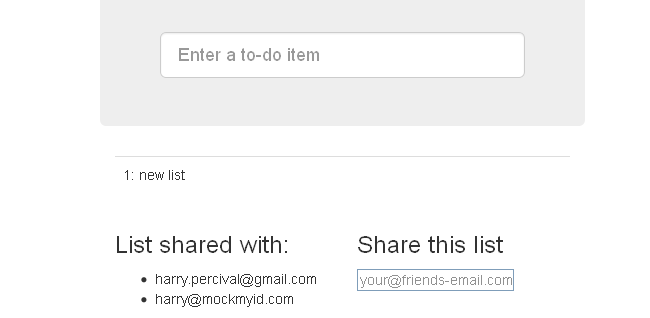 Enter a to-do item
1: new list
List shared with:
harry.percival@gmail.com
harry@mockmyid.com
Share this list
your@friends-email.com